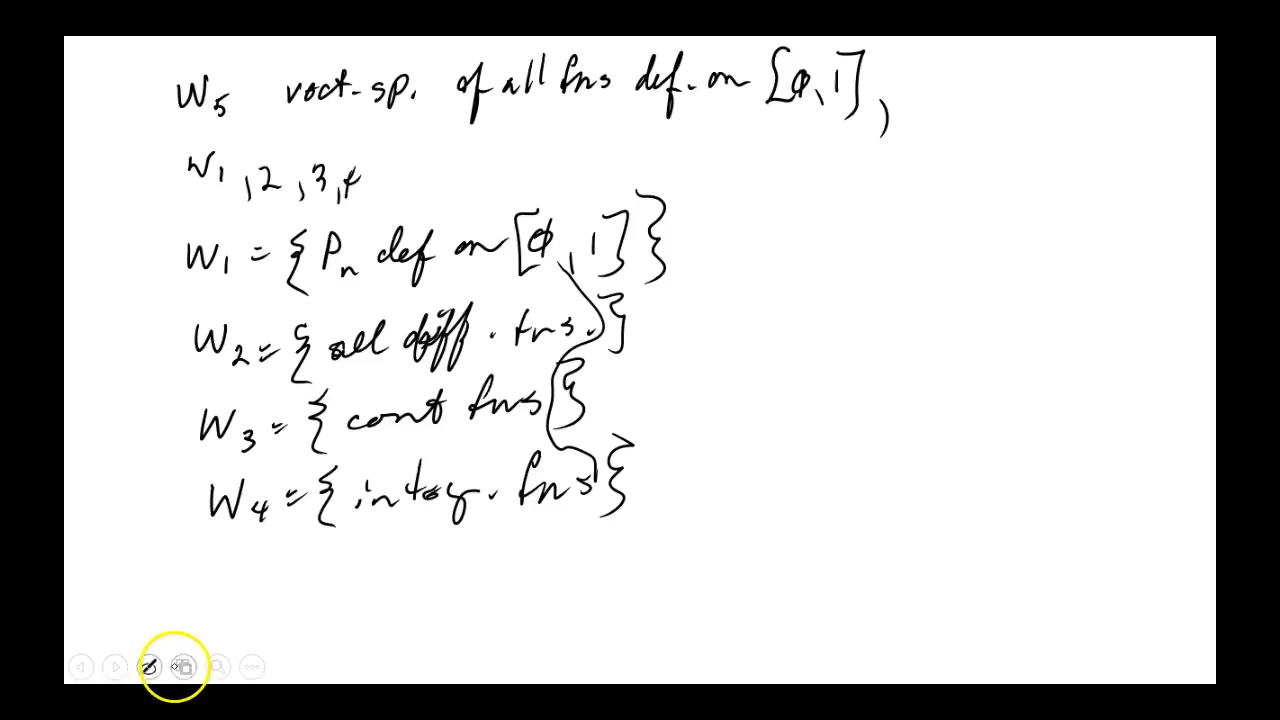 W5 vect. sp. of all fns def. on [0, 1],
W1, 2, 3, 4
W1 = { Pn def on [0, 1] }
W2 = { all diff. fns. }
W3 = { cont fns }
W4 = { integ. fns }